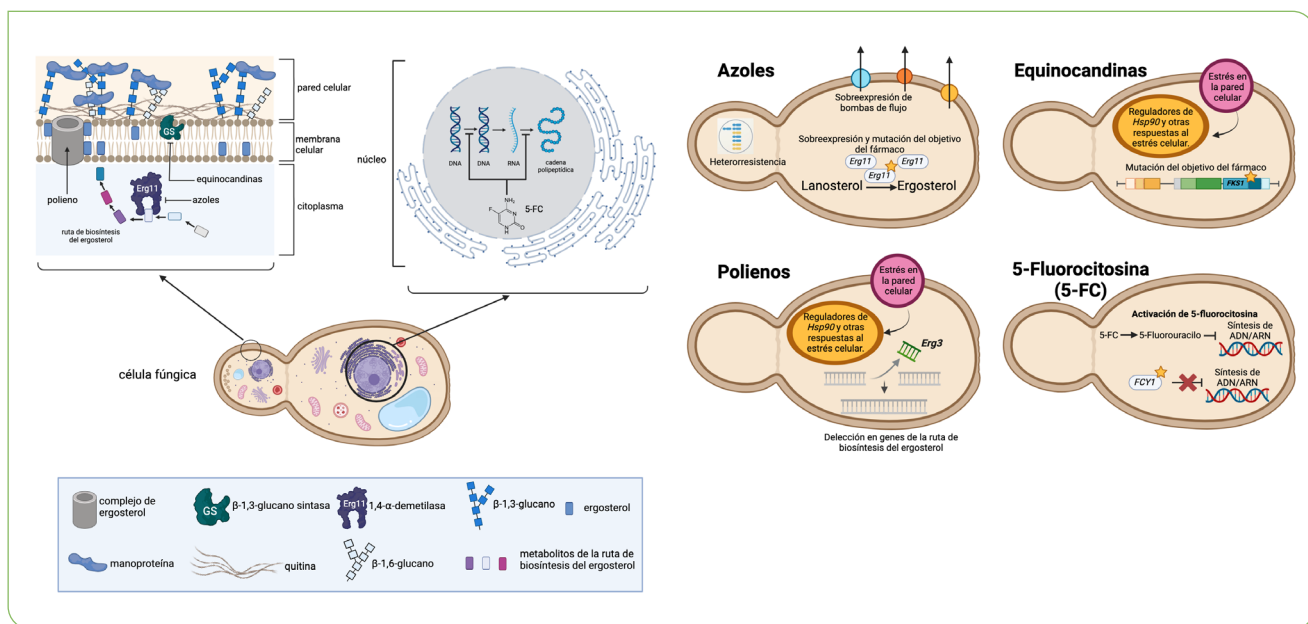 pared celular
membrana
celular
citoplasma
GS
equinocandinas
Erg11
azoles
polieno
ruta de biosíntesis
del ergosterol
núcleo
DNA
DNA
RNA
cadena
polipeptídica
NH₂
F
N
N
H
O
5-FC
célula fúngica
complejo de
ergosterol
GS
β-1,3-glucano sintasa
Erg11
1,4-α-demetilasa
β-1,3-glucano
ergosterol
manoproteína
quitina
β-1,6-glucano
metabolitos de la ruta de
biosíntesis del ergosterol
Azoles
Sobreexpresión de
bombas de flujo
Heterorresistencia
Sobreexpresión y mutación del objetivo
del fármaco
Erg11
Erg11
Erg11
Lanosterol
Ergosterol
Equinocandinas
Estrés en
la pared
celular
Reguladores de
Hsp90 y otras
respuestas al
estrés celular.
Mutación del objetivo del fármaco
FKS1
Polienos
Estrés en
la pared
celular
Reguladores de
Hsp90 y otras
respuestas al
estrés celular.
Erg3
Delección en genes de la ruta de
biosíntesis del ergosterol
5-Fluorocitosina
(5-FC)
Activación de 5-fluorocitosina
5-FC
5-Fluorouracilo
Síntesis de
ADN/ARN
FCY1
Síntesis de
ADN/ARN